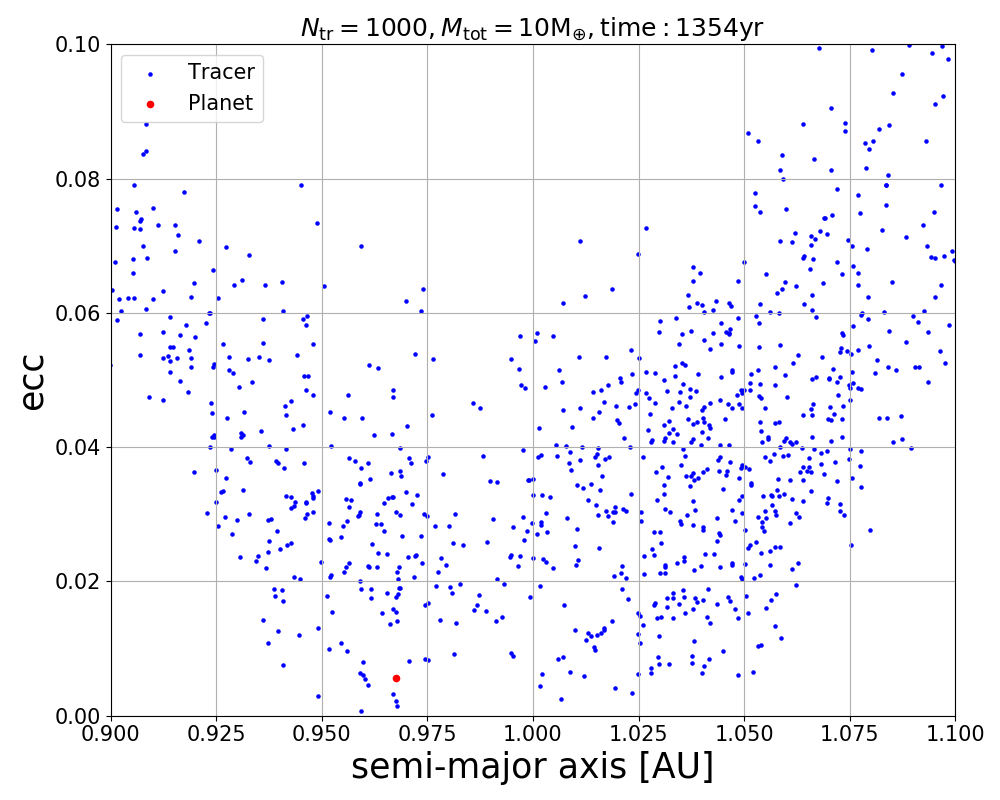 N_tr = 1000, M_tot = 10M_⊕, time : 1354yr
Tracer
Planet
0.10
0.08
0.06
0.04
0.02
0.00
ecc
0.900 0.925 0.950 0.975 1.000 1.025 1.050 1.075 1.100
semi-major axis [AU]